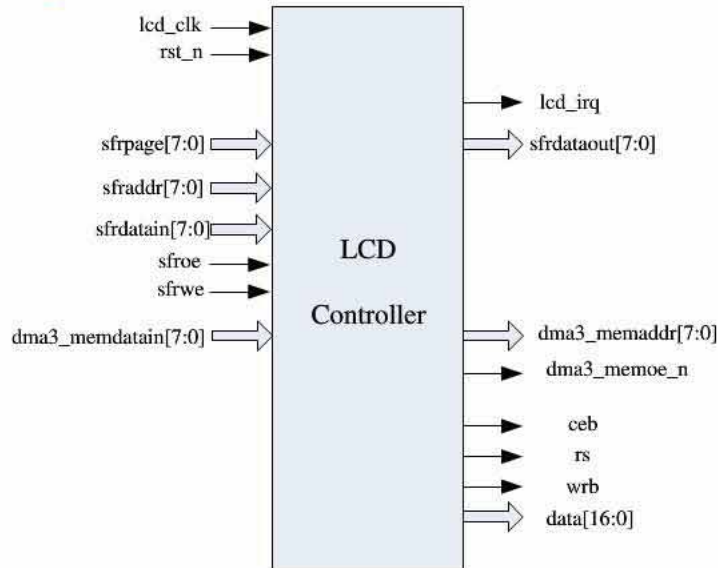 lcd_clk
rst_n
lcd_irq
sfrpage[7:0]
sfrdataout[7:0]
sfraddr[7:0]
sfrdatain[7:0]
LCD
sfroe
sfrwe
Controller
dma3_memdatain[7:0]
dma3_memaddr[7:0]
dma3_memoe_n
ceb
rs
wrb
data[16:0]